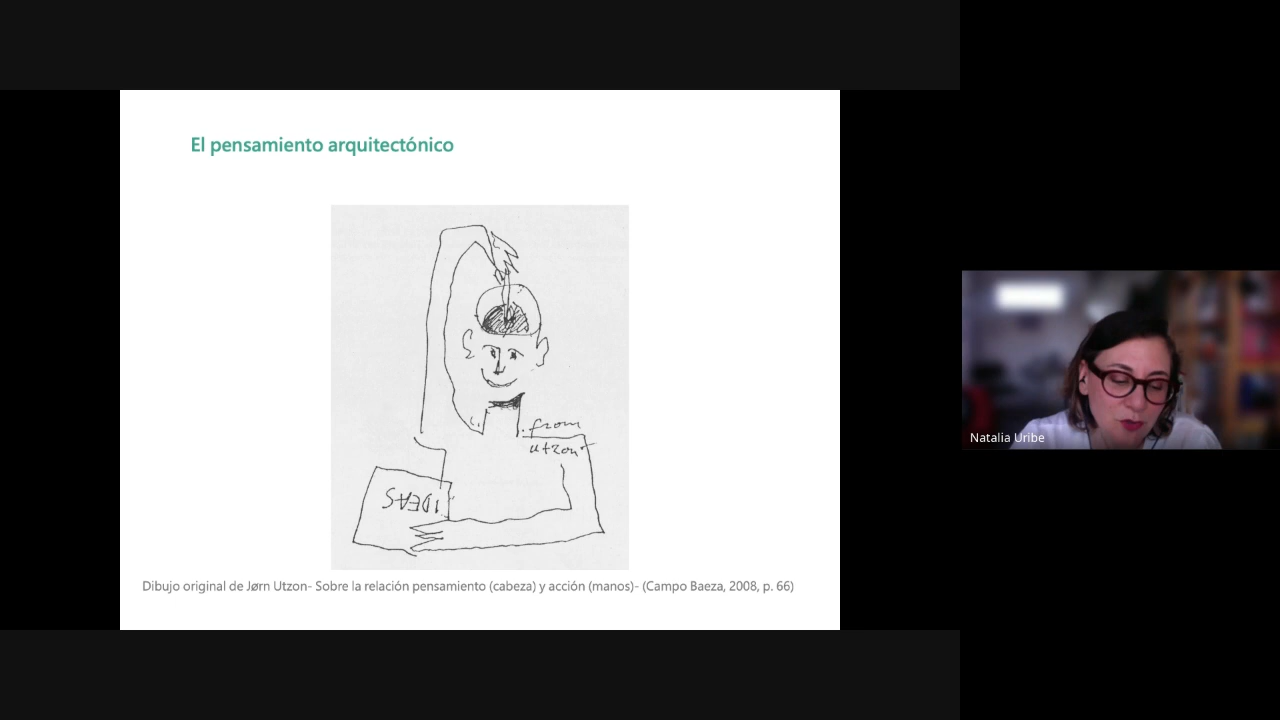 El pensamiento arquitectónico
from
utzon
IDEAS
Dibujo original de Jørn Utzon- Sobre la relación pensamiento (cabeza) y acción (manos)- (Campo Baeza, 2008, p. 66)
Natalia Uribe